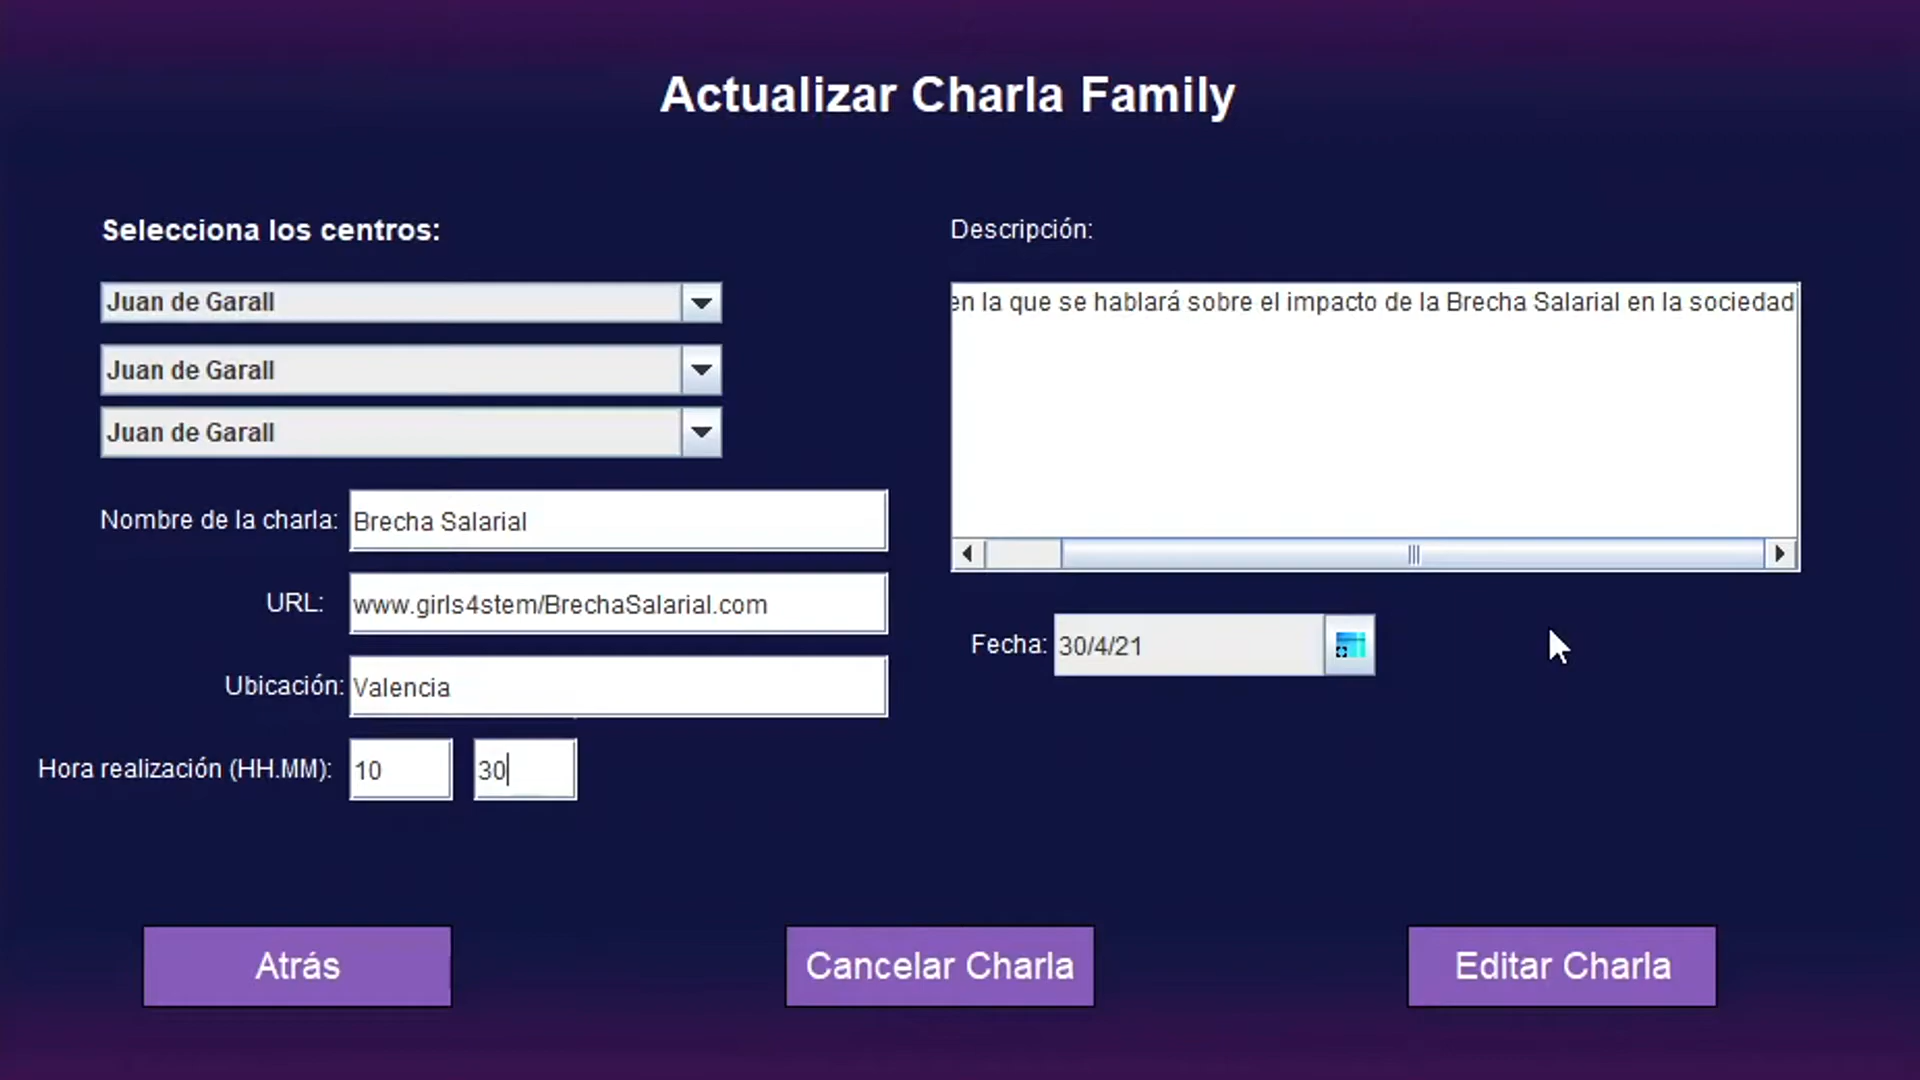 Actualizar Charla Family
Selecciona los centros:
Juan de Garall
Juan de Garall
Juan de Garall
Nombre de la charla: Brecha Salarial
URL: www.girls4stem/BrechaSalarial.com
Ubicación: Valencia
Hora realización (HH.MM): 10 30
Descripción:
en la que se hablará sobre el impacto de la Brecha Salarial en la sociedad
Fecha: 30/4/21
Atrás
Cancelar Charla
Editar Charla